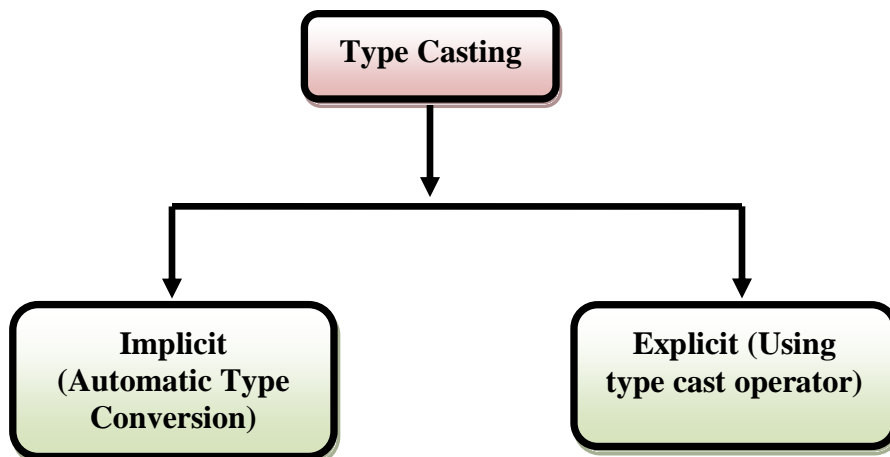 Type Casting
Implicit
(Automatic Type
Conversion)
Explicit (Using
type cast operator)